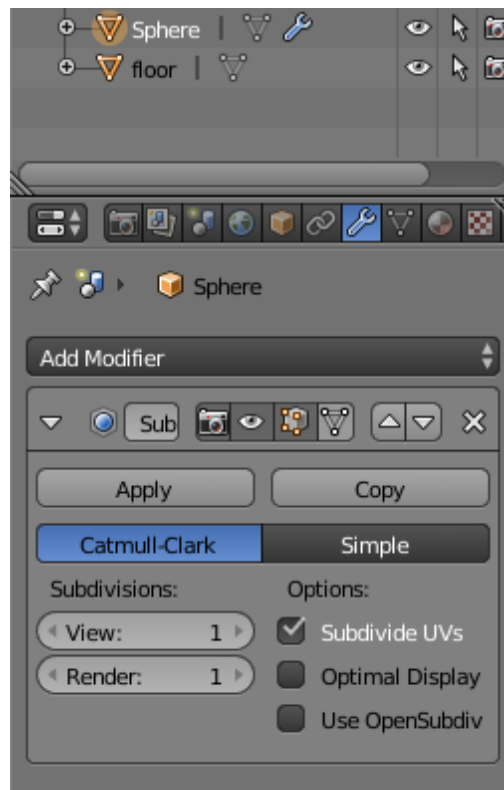 Sphere
floor
Sphere
Add Modifier
Sub
Apply Copy
Catmull-Clark Simple
Subdivisions: Options:
View: 1 Subdivide UVs
Render: 1 Optimal Display
Use OpenSubdiv